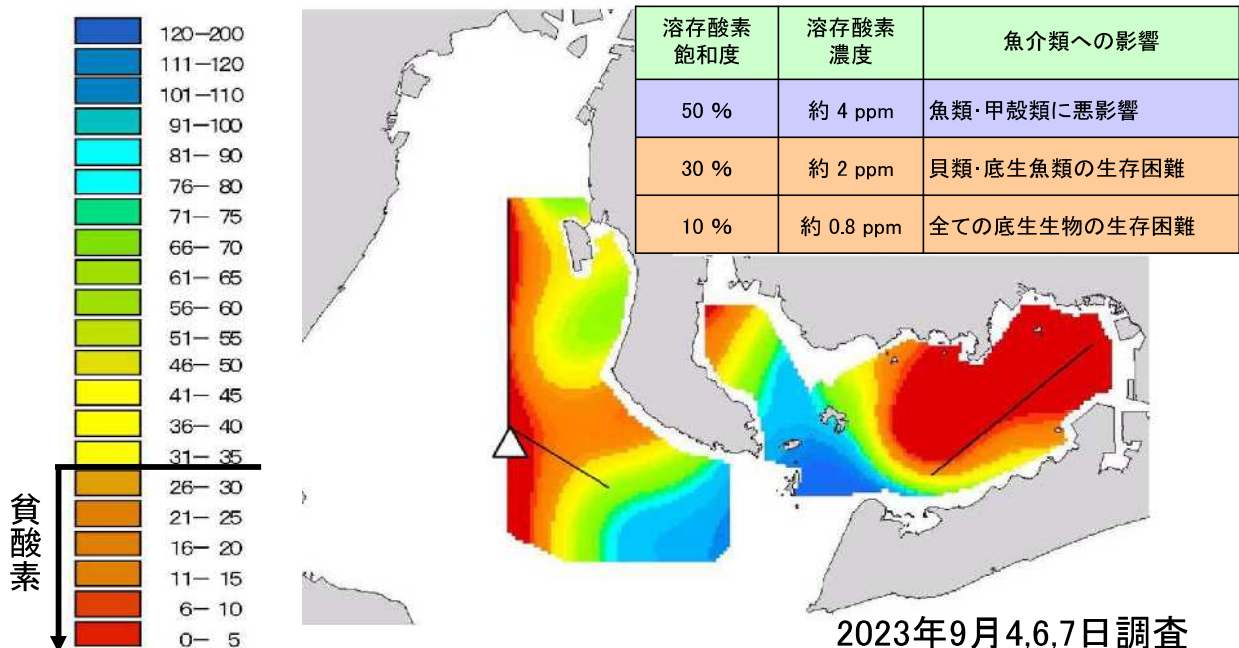 120−200
111−120
101−110
91−100
81− 90
76− 80
71− 75
66− 70
61− 65
56− 60
51− 55
46− 50
41− 45
36− 40
31− 35
26− 30
21− 25
16− 20
11− 15
6− 10
0− 5
貧酸素
溶存酸素
飽和度
溶存酸素
濃度
魚介類への影響
50 %
約 4 ppm
魚類・甲殻類に悪影響
30 %
約 2 ppm
貝類・底生魚類の生存困難
10 %
約 0.8 ppm
全ての底生生物の生存困難
2023年9月4,6,7日調査